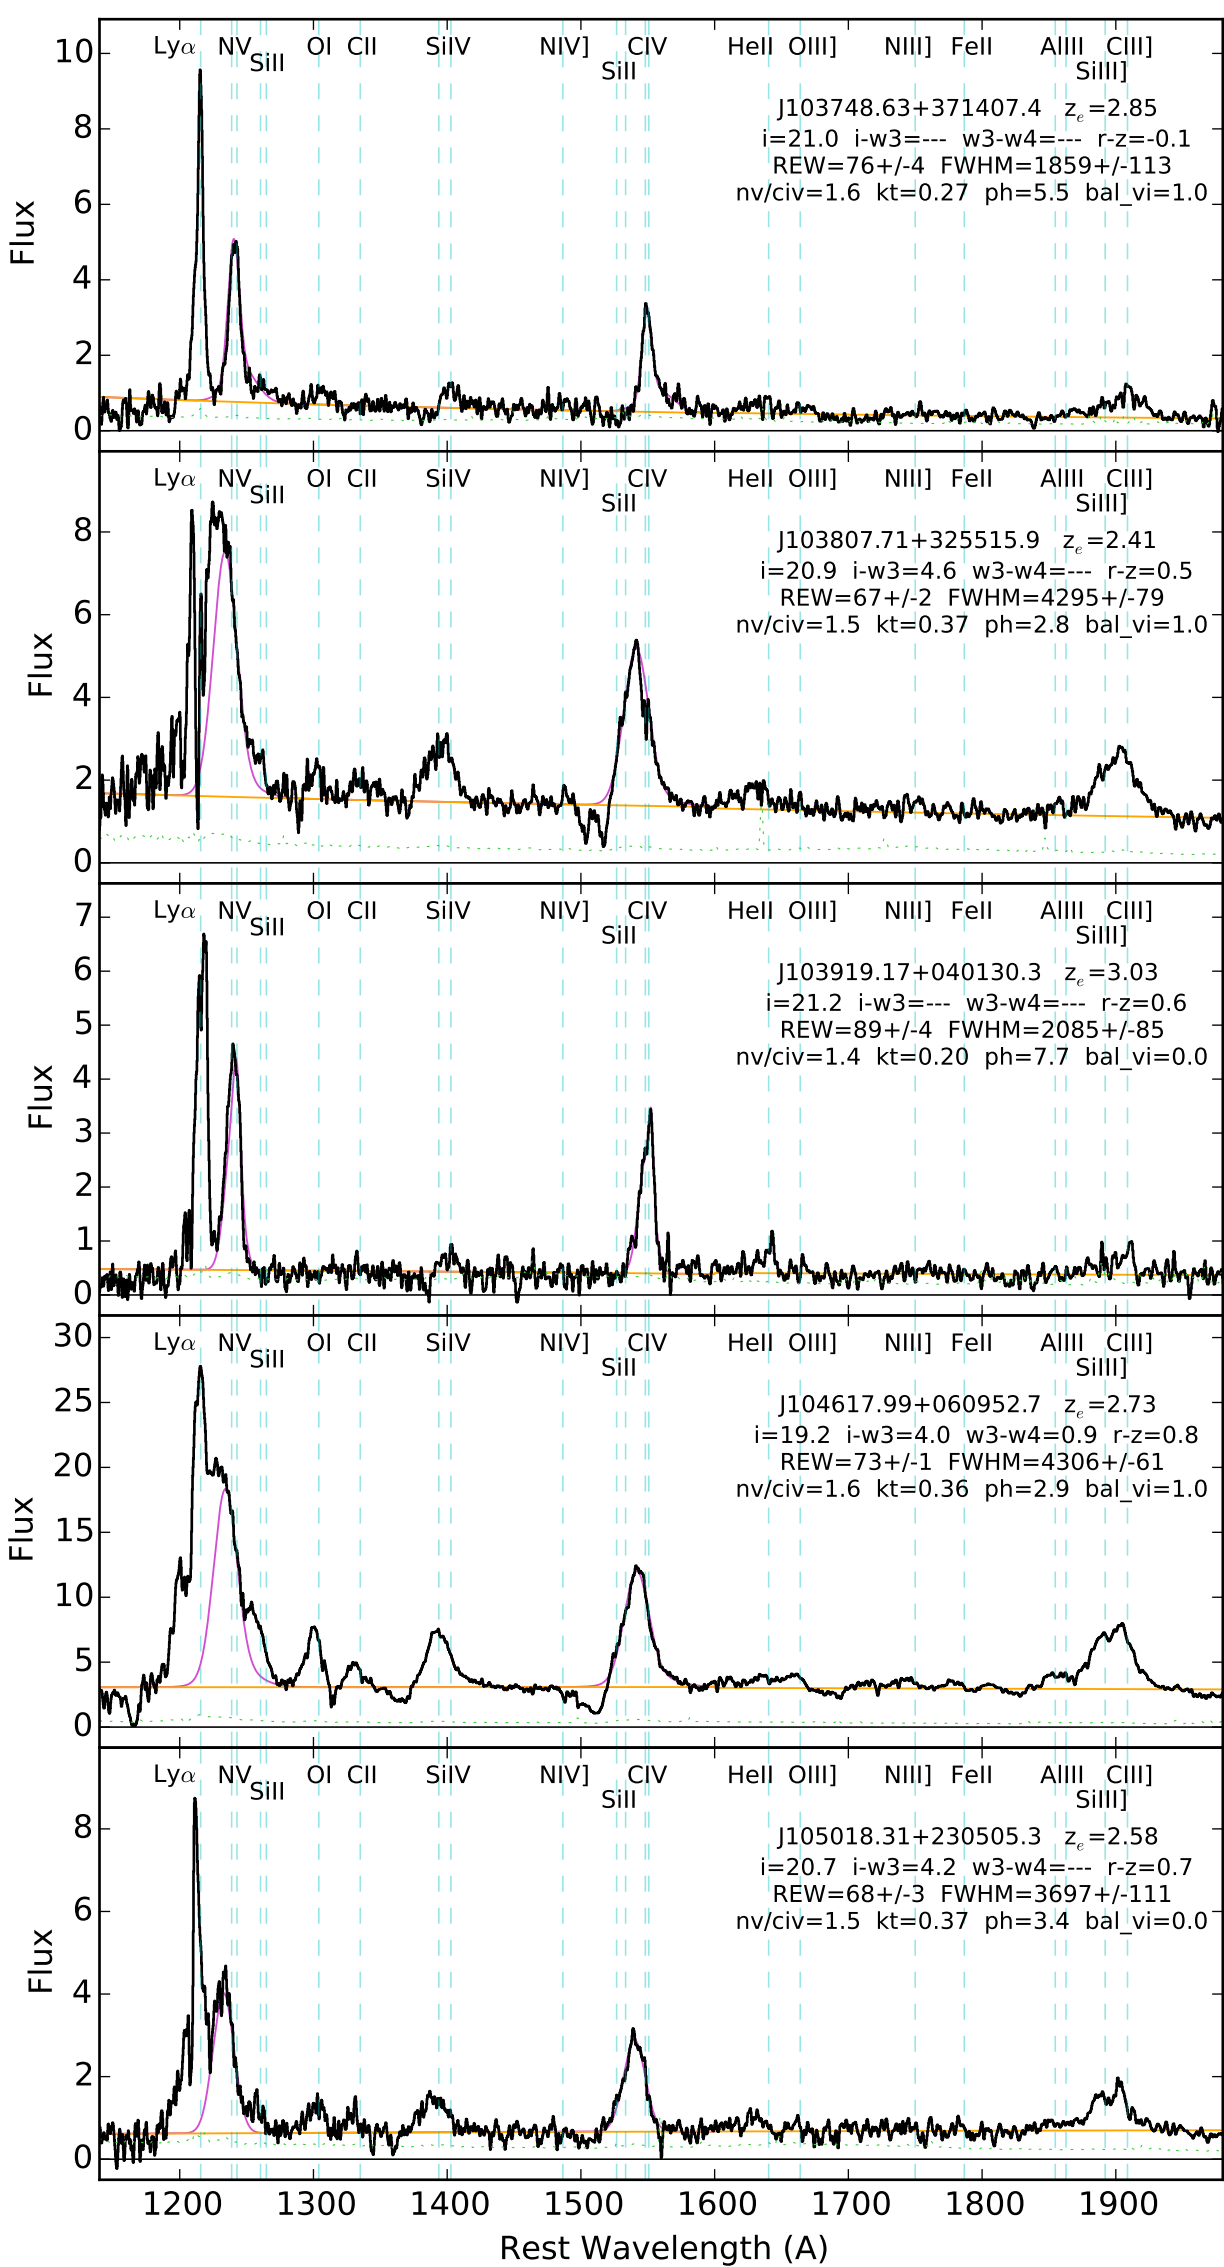 Lyα NV SiII OI CII SiIV NIV] SiII CIV HeII OIII] NIII] FeII AlIII SiIII] CIII]
J103748.63+371407.4 z_e=2.85
i=21.0 i-w3=--- w3-w4=--- r-z=-0.1
REW=76+/-4 FWHM=1859+/-113
nv/civ=1.6 kt=0.27 ph=5.5 bal_vi=1.0
10
8
6
4
2
0
Flux
Lyα NV SiII OI CII SiIV NIV] SiII CIV HeII OIII] NIII] FeII AlIII SiIII] CIII]
J103807.71+325515.9 z_e=2.41
i=20.9 i-w3=4.6 w3-w4=--- r-z=0.5
REW=67+/-2 FWHM=4295+/-79
nv/civ=1.5 kt=0.37 ph=2.8 bal_vi=1.0
8
6
4
2
0
Flux
Lyα NV SiII OI CII SiIV NIV] SiII CIV HeII OIII] NIII] FeII AlIII SiIII] CIII]
J103919.17+040130.3 z_e=3.03
i=21.2 i-w3=--- w3-w4=--- r-z=0.6
REW=89+/-4 FWHM=2085+/-85
nv/civ=1.4 kt=0.20 ph=7.7 bal_vi=0.0
7
6
5
4
3
2
1
0
Flux
Lyα NV SiII OI CII SiIV NIV] SiII CIV HeII OIII] NIII] FeII AlIII SiIII] CIII]
J104617.99+060952.7 z_e=2.73
i=19.2 i-w3=4.0 w3-w4=0.9 r-z=0.8
REW=73+/-1 FWHM=4306+/-61
nv/civ=1.6 kt=0.36 ph=2.9 bal_vi=1.0
30
25
20
15
10
5
0
Flux
Lyα NV SiII OI CII SiIV NIV] SiII CIV HeII OIII] NIII] FeII AlIII SiIII] CIII]
J105018.31+230505.3 z_e=2.58
i=20.7 i-w3=4.2 w3-w4=--- r-z=0.7
REW=68+/-3 FWHM=3697+/-111
nv/civ=1.5 kt=0.37 ph=3.4 bal_vi=0.0
8
6
4
2
0
Flux
1200 1300 1400 1500 1600 1700 1800 1900
Rest Wavelength (A)